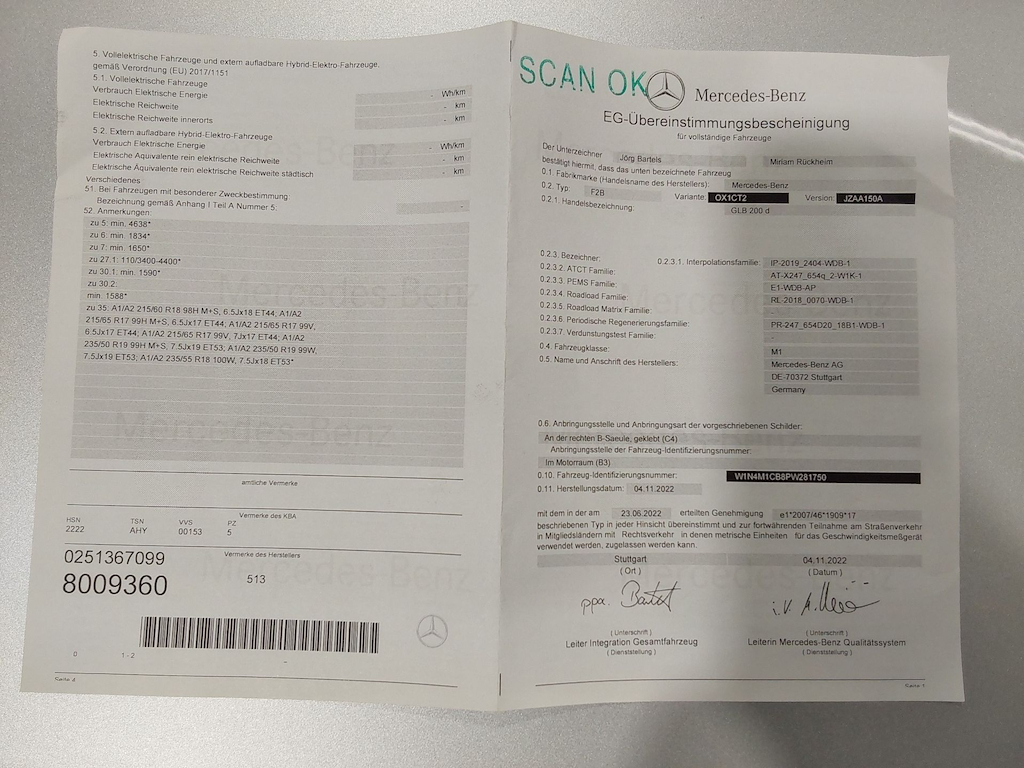 5. Vollelektrische Fahrzeuge und extern aufladbare Hybrid-Elektro-Fahrzeuge,
gemäß Verordnung (EU) 2017/1151
5.1. Vollelektrische Fahrzeuge
Verbrauch Elektrische Energie - Wh/km
Elektrische Reichweite - km
Elektrische Reichweite innerorts - km
5.2. Extern aufladbare Hybrid-Elektro-Fahrzeuge
Verbrauch Elektrische Energie - Wh/km
Elektrische Äquivalente rein elektrische Reichweite - km
Elektrische Äquivalente rein elektrische Reichweite städtisch - km
Verschiedenes
51. Bei Fahrzeugen mit besonderer Zweckbestimmung
Bezeichnung gemäß Anhang I Teil A Nummer 5: -
52. Anmerkungen:
zu 5: min. 4638*
zu 6: min. 1834*
zu 7: min. 1650*
zu 27.1: 110/3400-4400*
zu 30.1: min. 1590*
zu 30.2:
min. 1588*
zu 35: A1/A2 215/60 R18 98H M+S, 6.5Jx18 ET44; A1/A2
215/65 R17 99H M+S, 6.5Jx17 ET44; A1/A2 215/65 R17 99V,
6.5Jx17 ET44; A1/A2 215/65 R17 99V, 7Jx17 ET44; A1/A2
235/50 R19 99H M+S, 7.5Jx19 ET53; A1/A2 235/50 R19 99W,
7.5Jx19 ET53; A1/A2 235/55 R18 100W, 7.5Jx18 ET53*
amtliche Vermerke
Vermerke des KBA
HSN TSN VVS PZ
2222 AHY 00153 5
0251367099
Vermerke des Herstellers
8009360
513
0 1-2
Seite 4
SCAN OK
Mercedes-Benz
EG-Übereinstimmungsbescheinigung
für vollständige Fahrzeuge
Der Unterzeichner Jörg Bartels Miriam Rückheim
bestätigt hiermit, dass das unten bezeichnete Fahrzeug
0.1. Fabrikmarke (Handelsname des Herstellers): Mercedes-Benz
0.2. Typ: F2B Variante: OX1CT2 Version: JZAA150A
0.2.1. Handelsbezeichnung: GLB 200 d
0.2.3. Bezeichner: 0.2.3.1. Interpolationsfamilie: IP-2019_2404-WDB-1
0.2.3.2. ATCT Familie: AT-X247_654q_2-W1K-1
0.2.3.3. PEMS Familie: E1-WDB-AP
0.2.3.4. Roadload Familie: RL-2018_0070-WDB-1
0.2.3.5. Roadload Matrix Familie: -
0.2.3.6. Periodische Regenerierungsfamilie: PR-247_654D20_18B1-WDB-1
0.2.3.7. Verdunstungstest Familie: -
0.4. Fahrzeugklasse: M1
0.5. Name und Anschrift des Herstellers: Mercedes-Benz AG
DE-70372 Stuttgart
Germany
0.6. Anbringungsstelle und Anbringungsart der vorgeschriebenen Schilder:
An der rechten B-Saeule, geklebt (C4)
Anbringungsstelle der Fahrzeug-Identifizierungsnummer:
Im Motorraum (B3)
0.10. Fahrzeug-Identifizierungsnummer: W1N4M1CB8PW281750
0.11. Herstellungsdatum: 04.11.2022
mit dem in der am 23.06.2022 erteilten Genehmigung e1*2007/46*1909*17
beschriebenen Typ in jeder Hinsicht übereinstimmt und zur fortwährenden Teilnahme am Straßenverkehr
in Mitgliedsländern mit Rechtsverkehr in denen metrische Einheiten für das Geschwindigkeitsmeßgerät
verwendet werden, zugelassen werden kann.
Stuttgart 04.11.2022
( Ort ) ( Datum )
ppa. i.V.
( Unterschrift ) ( Unterschrift )
Leiter Integration Gesamtfahrzeug Leiterin Mercedes-Benz Qualitätssystem
( Dienststellung ) ( Dienststellung )
Seite 1